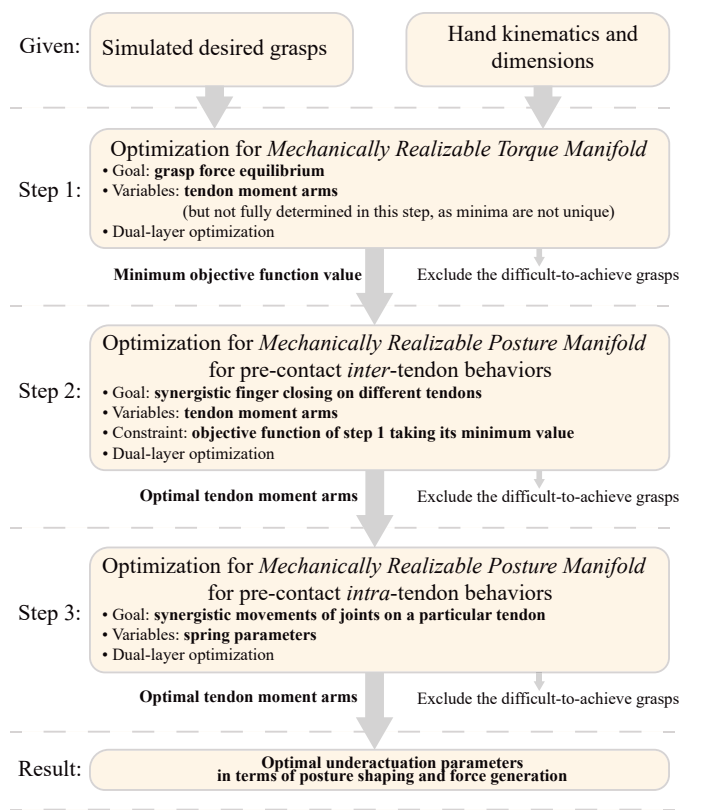 Given:
Simulated desired grasps
Hand kinematics and
dimensions
Step 1:
Optimization for Mechanically Realizable Torque Manifold
• Goal: grasp force equilibrium
• Variables: tendon moment arms
(but not fully determined in this step, as minima are not unique)
• Dual-layer optimization
Minimum objective function value
Exclude the difficult-to-achieve grasps
Step 2:
Optimization for Mechanically Realizable Posture Manifold
for pre-contact inter-tendon behaviors
• Goal: synergistic finger closing on different tendons
• Variables: tendon moment arms
• Constraint: objective function of step 1 taking its minimum value
• Dual-layer optimization
Optimal tendon moment arms
Exclude the difficult-to-achieve grasps
Step 3:
Optimization for Mechanically Realizable Posture Manifold
for pre-contact intra-tendon behaviors
• Goal: synergistic movements of joints on a particular tendon
• Variables: spring parameters
• Dual-layer optimization
Optimal tendon moment arms
Exclude the difficult-to-achieve grasps
Result:
Optimal underactuation parameters
in terms of posture shaping and force generation